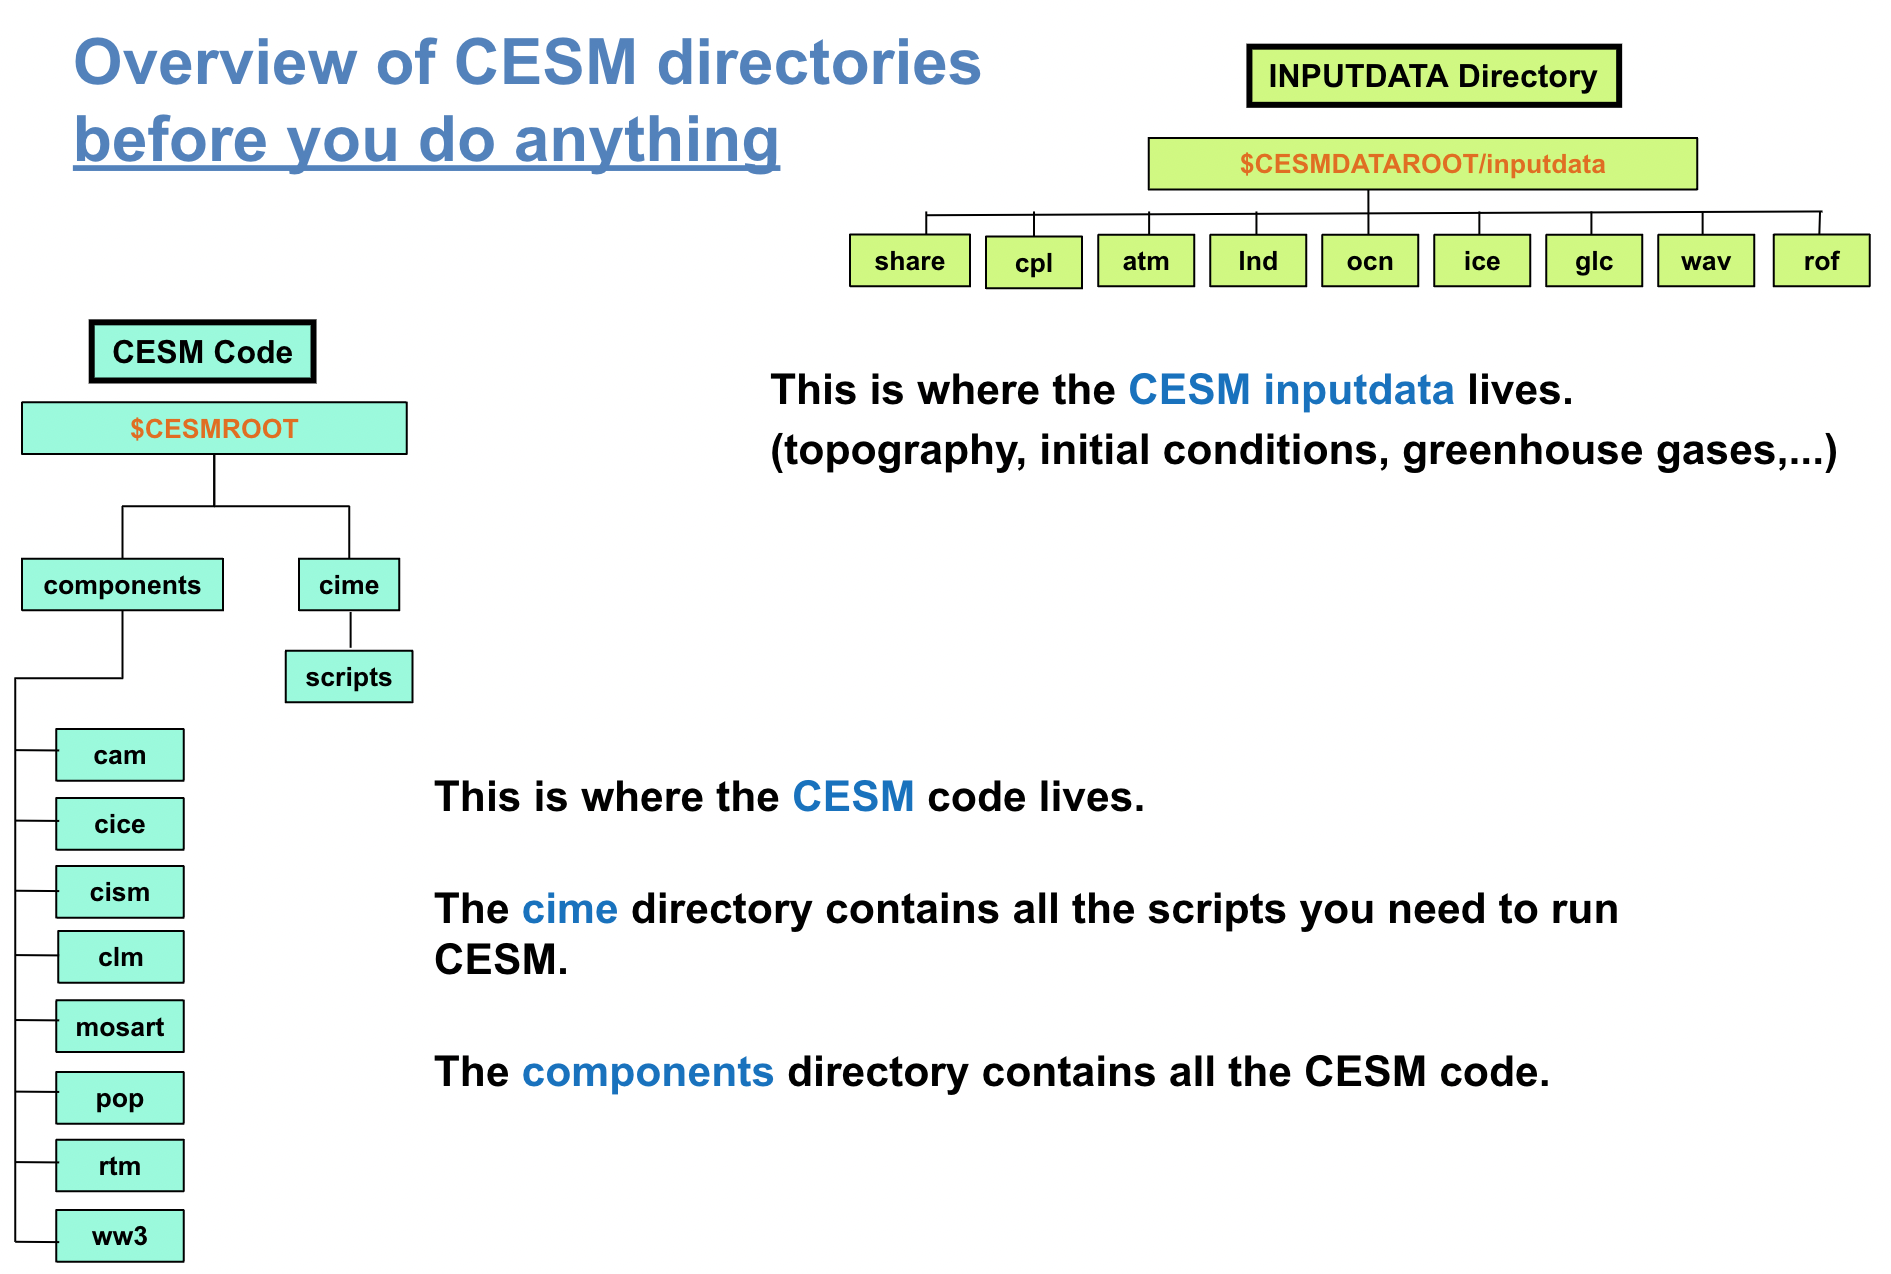 Overview of CESM directories
before you do anything
INPUTDATA Directory
$CESMDATAROOT/inputdata
share cpl atm lnd ocn ice glc wav rof
CESM Code
$CESMROOT
components cime
scripts
cam
cice
cism
clm
mosart
pop
rtm
ww3
This is where the CESM inputdata lives.
(topography, initial conditions, greenhouse gases,...)
This is where the CESM code lives.
The cime directory contains all the scripts you need to run
CESM.
The components directory contains all the CESM code.